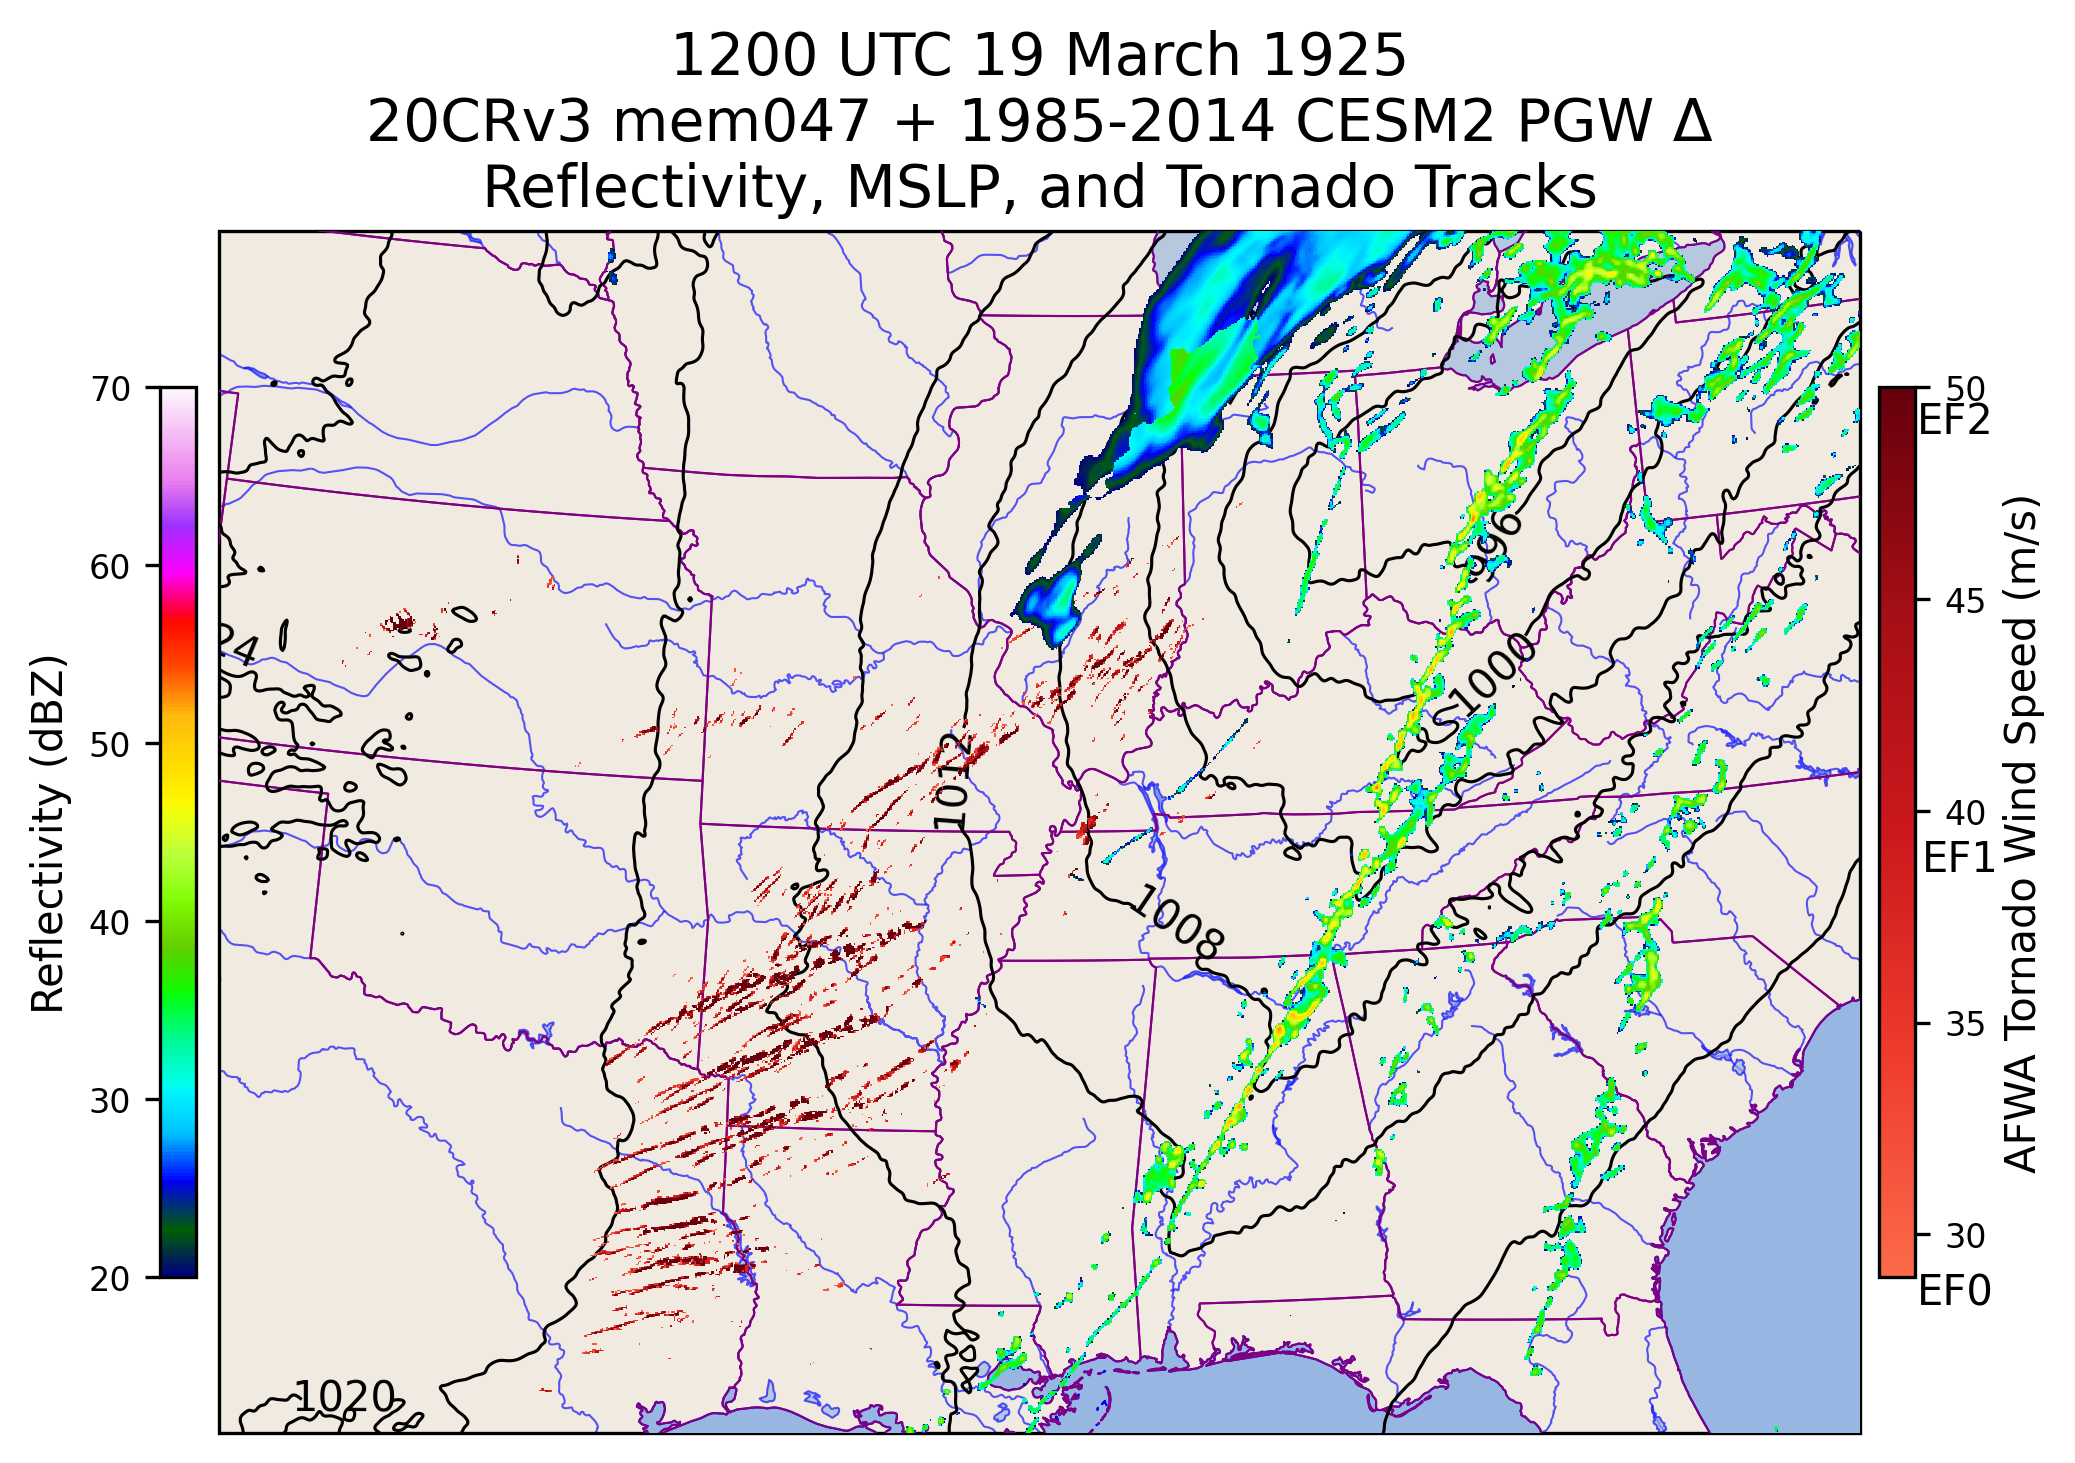 1200 UTC 19 March 1925
20CRv3 mem047 + 1985-2014 CESM2 PGW Δ
Reflectivity, MSLP, and Tornado Tracks
70
60
50
40
30
20
Reflectivity (dBZ)
996
1000
1012
1008
1020
50
EF2
45
40
EF1
35
30
EF0
AFWA Tornado Wind Speed (m/s)